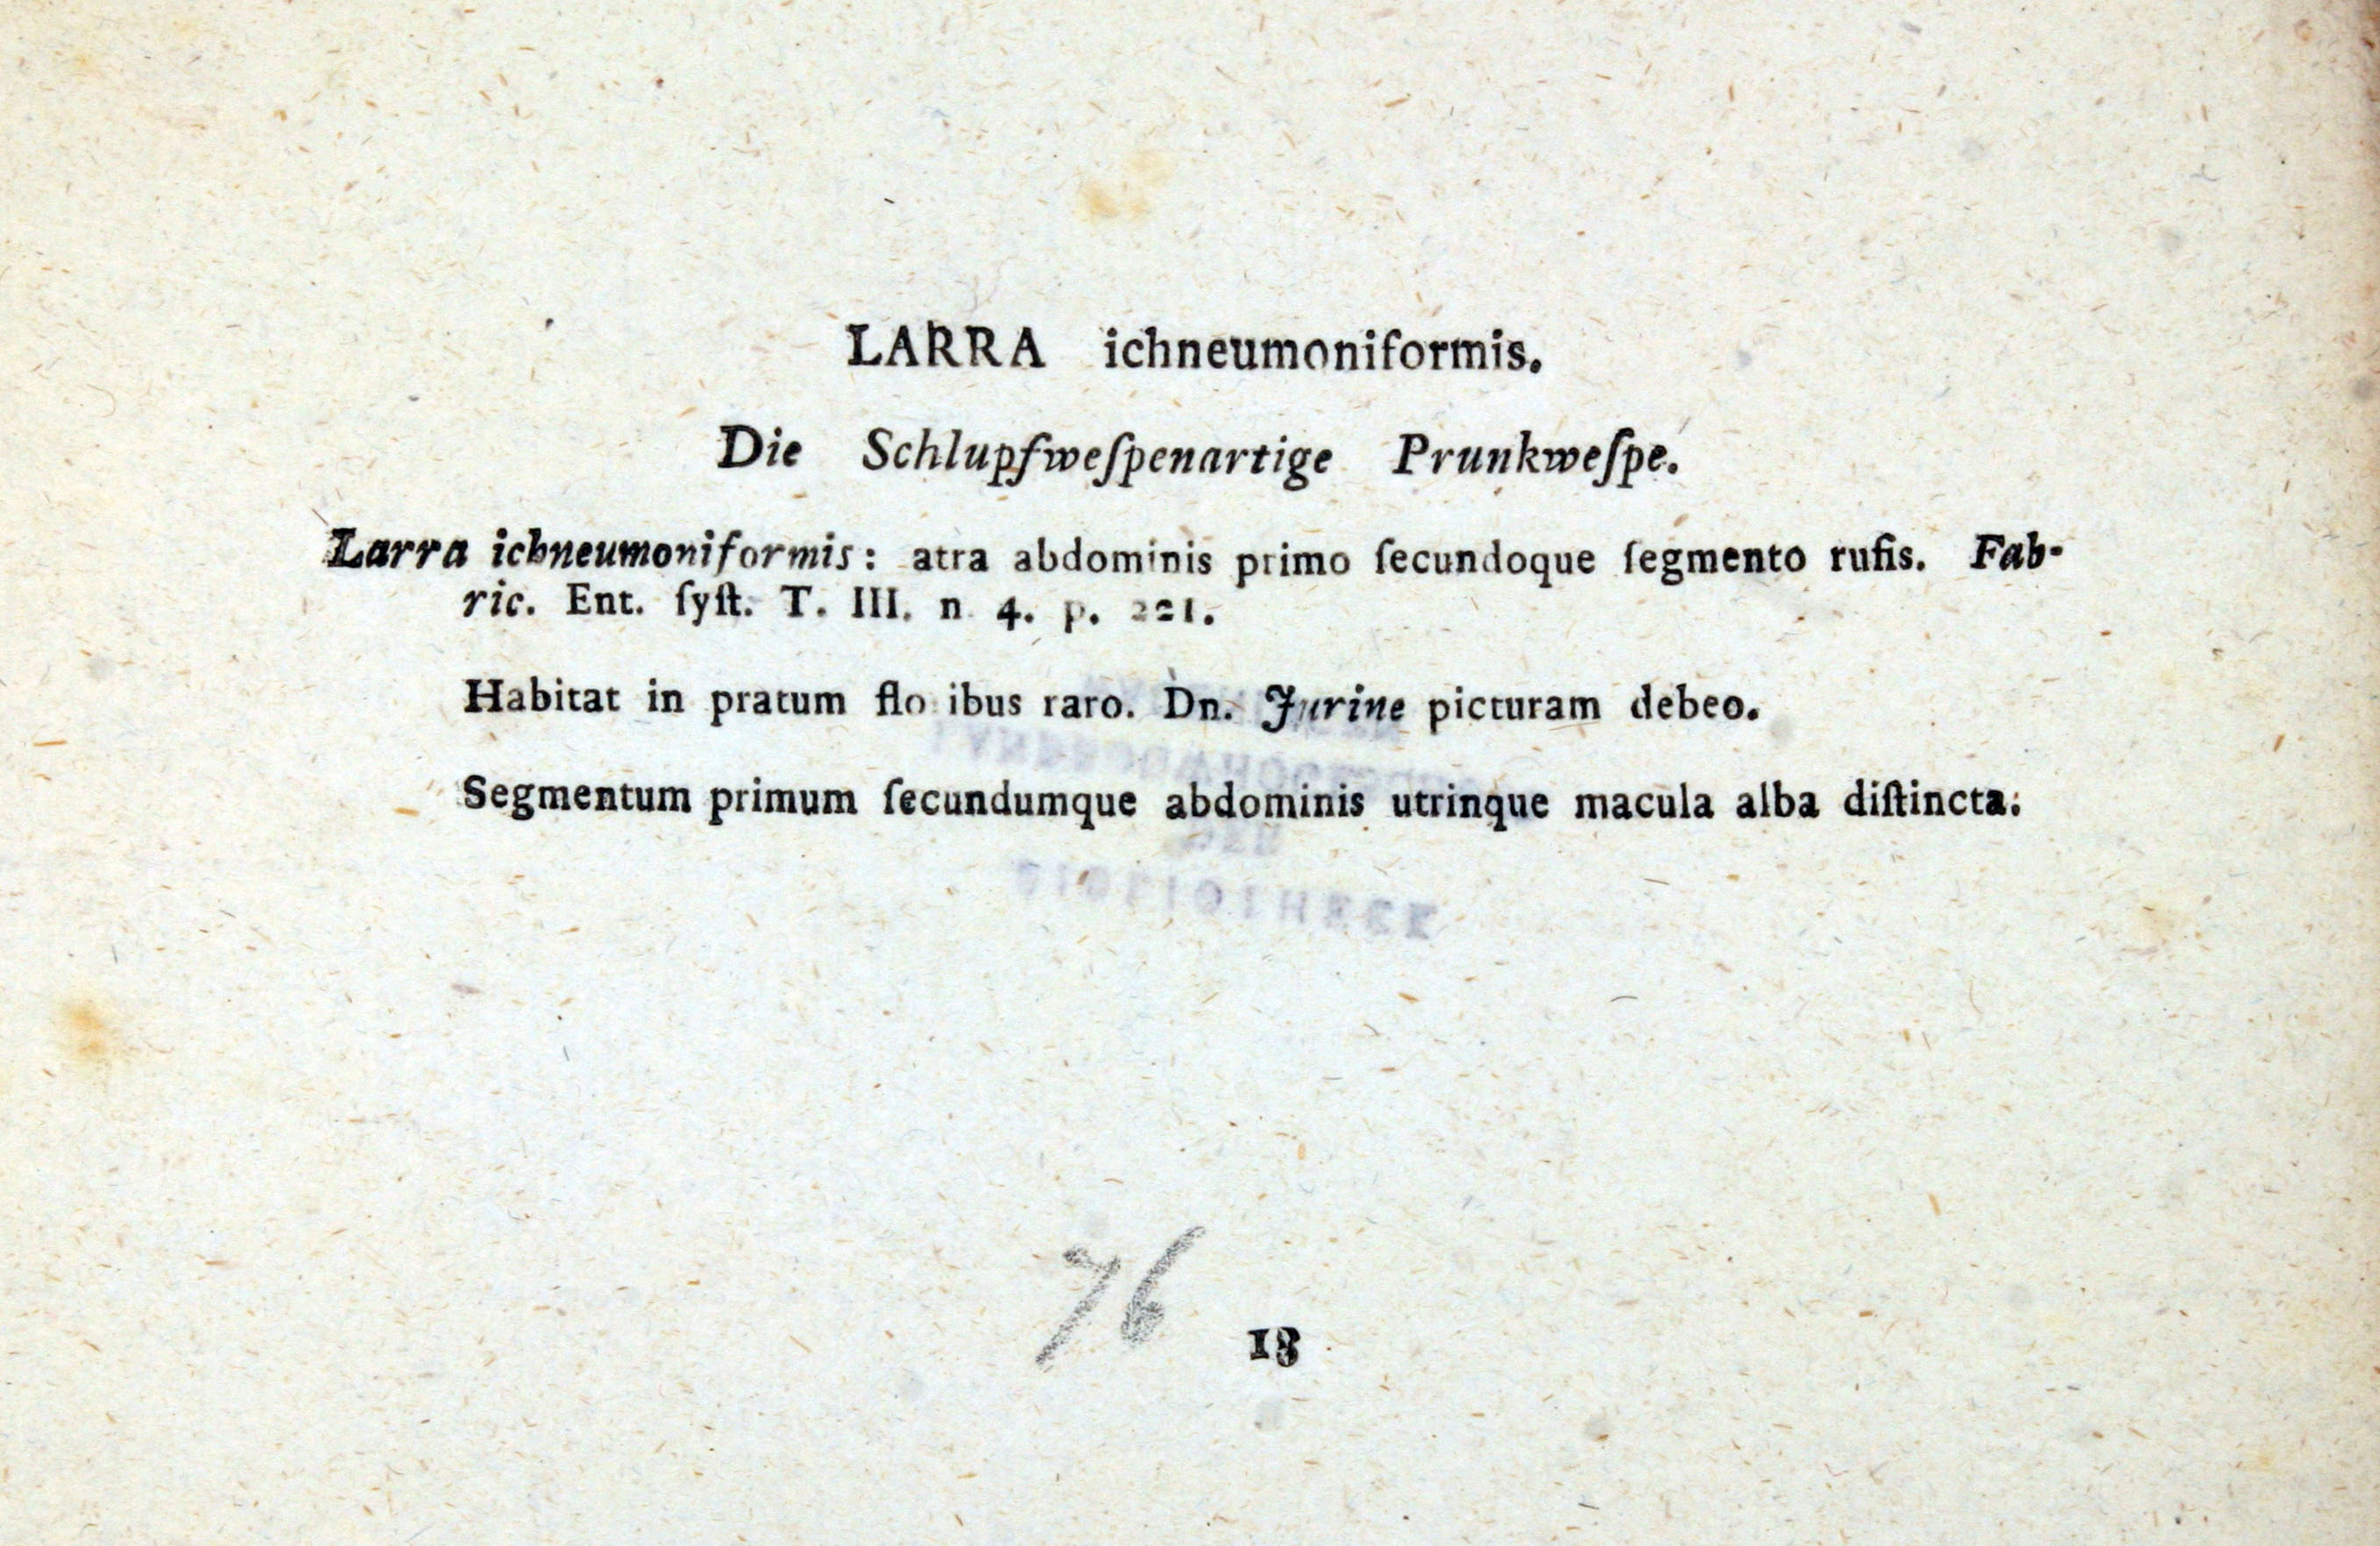 LARRA ichneumoniformis.
Die Schlupfweſpenartige Prunkweſpe.
Larra ichneumoniformis: atra abdominis primo ſecundoque ſegmento rufis. Fab-
ric. Ent. ſyſt. T. III. n 4. p. 221.
Habitat in pratum flo ibus raro. Dn. Jurine picturam debeo.
Segmentum primum ſecundumque abdominis utrinque macula alba diſtincta.
76
18